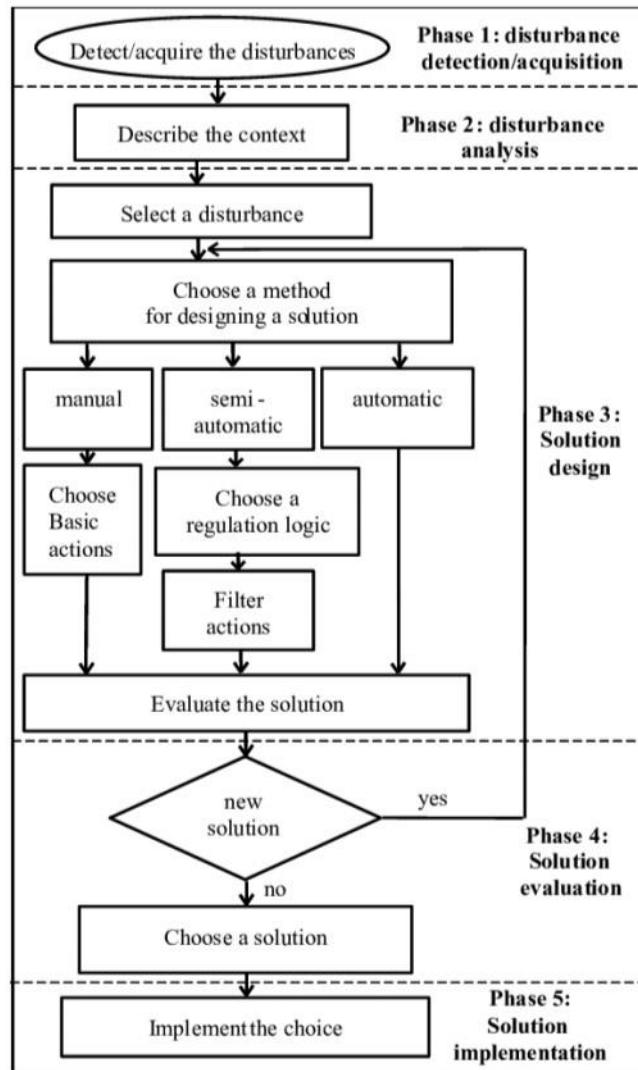 Detect/acquire the disturbances
Phase 1: disturbance
detection/acquisition
Describe the context
Phase 2: disturbance
analysis
Select a disturbance
Choose a method
for designing a solution
manual
semi-
automatic
automatic
Phase 3:
Solution
design
Choose
Basic
actions
Choose a
regulation logic
Filter
actions
Evaluate the solution
new
solution
yes
Phase 4:
Solution
evaluation
no
Choose a solution
Phase 5:
Solution
implementation
Implement the choice